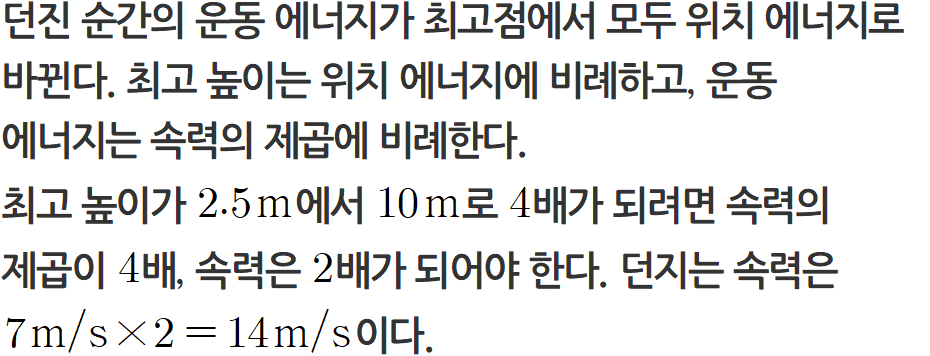 던진 순간의 운동 에너지가 최고점에서 모두 위치 에너지로
바뀐다. 최고 높이는 위치 에너지에 비례하고, 운동
에너지는 속력의 제곱에 비례한다.
최고 높이가 2.5m에서 10m로 4배가 되려면 속력의
제곱이 4배, 속력은 2배가 되어야 한다. 던지는 속력은
7m/s×2=14m/s이다.